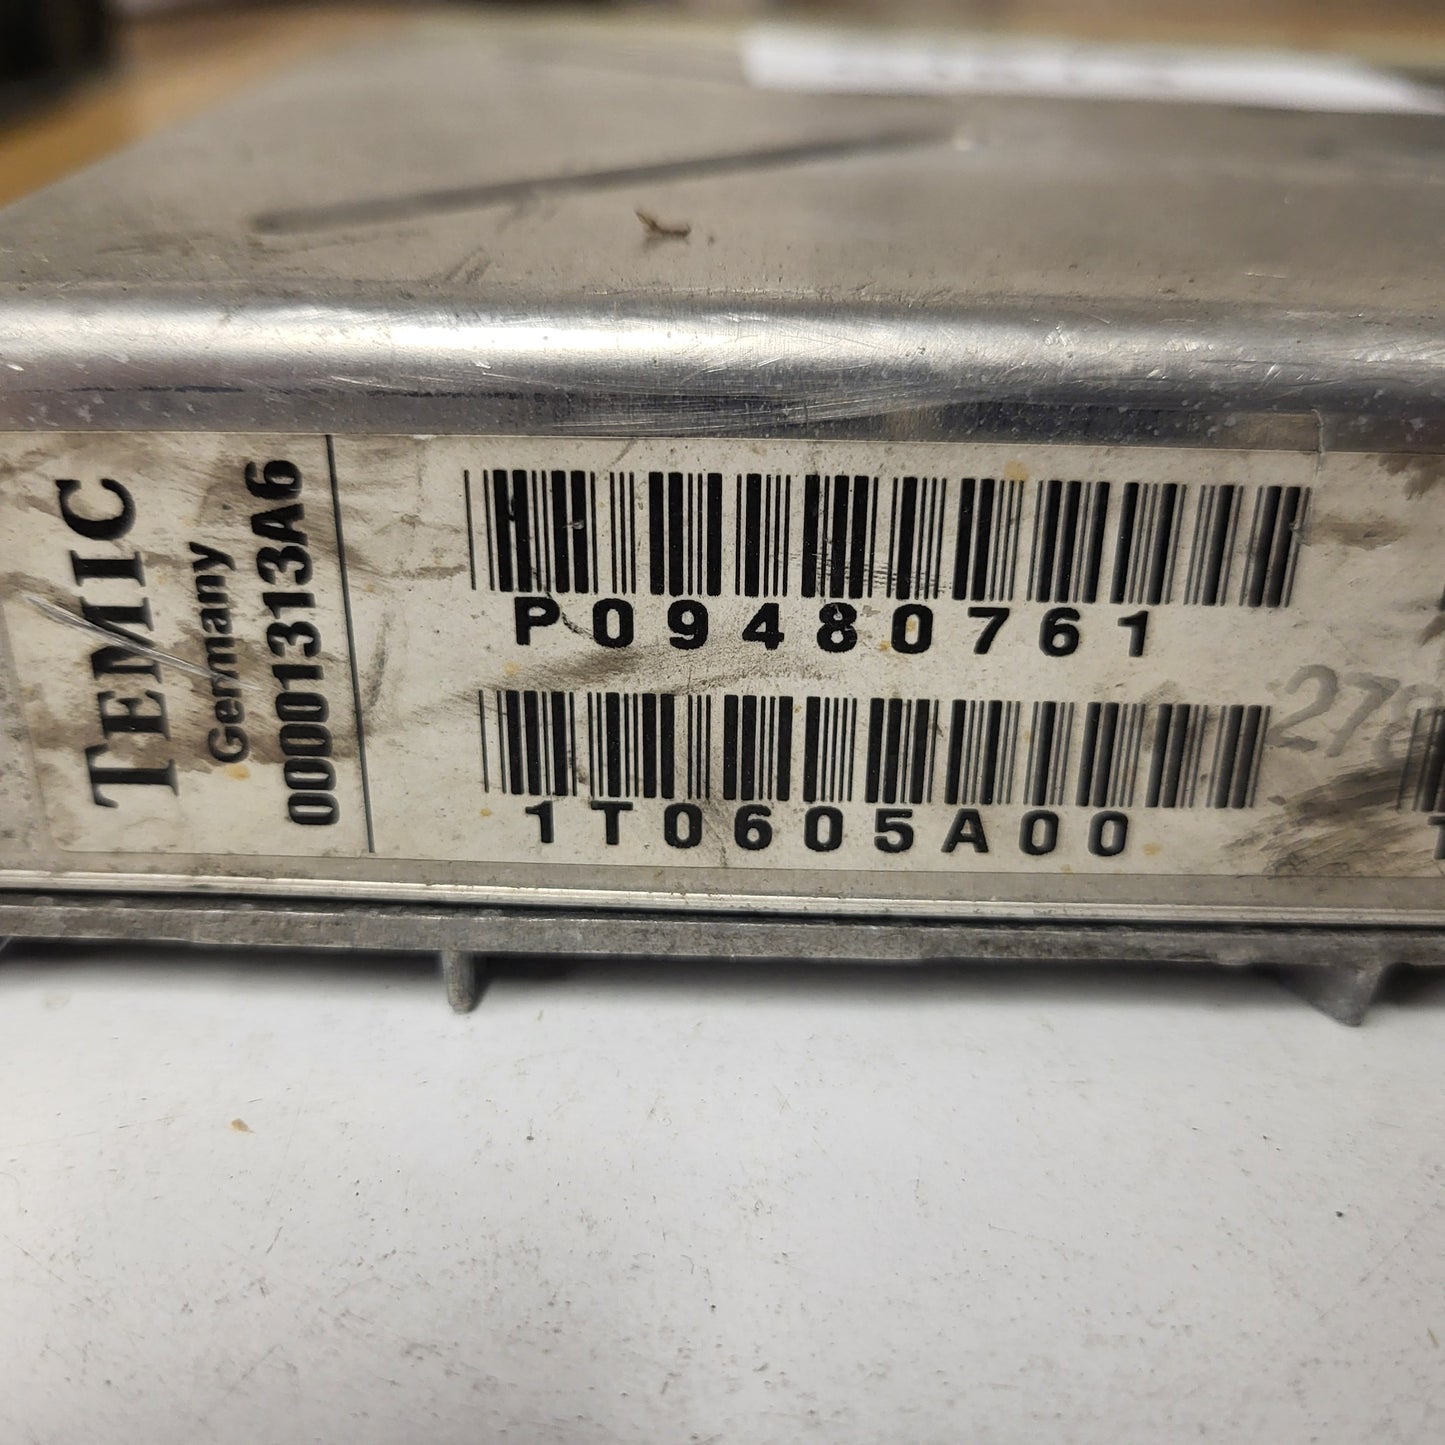 TEMIC
Germany
00001313A6
P09480761
1T0605A00